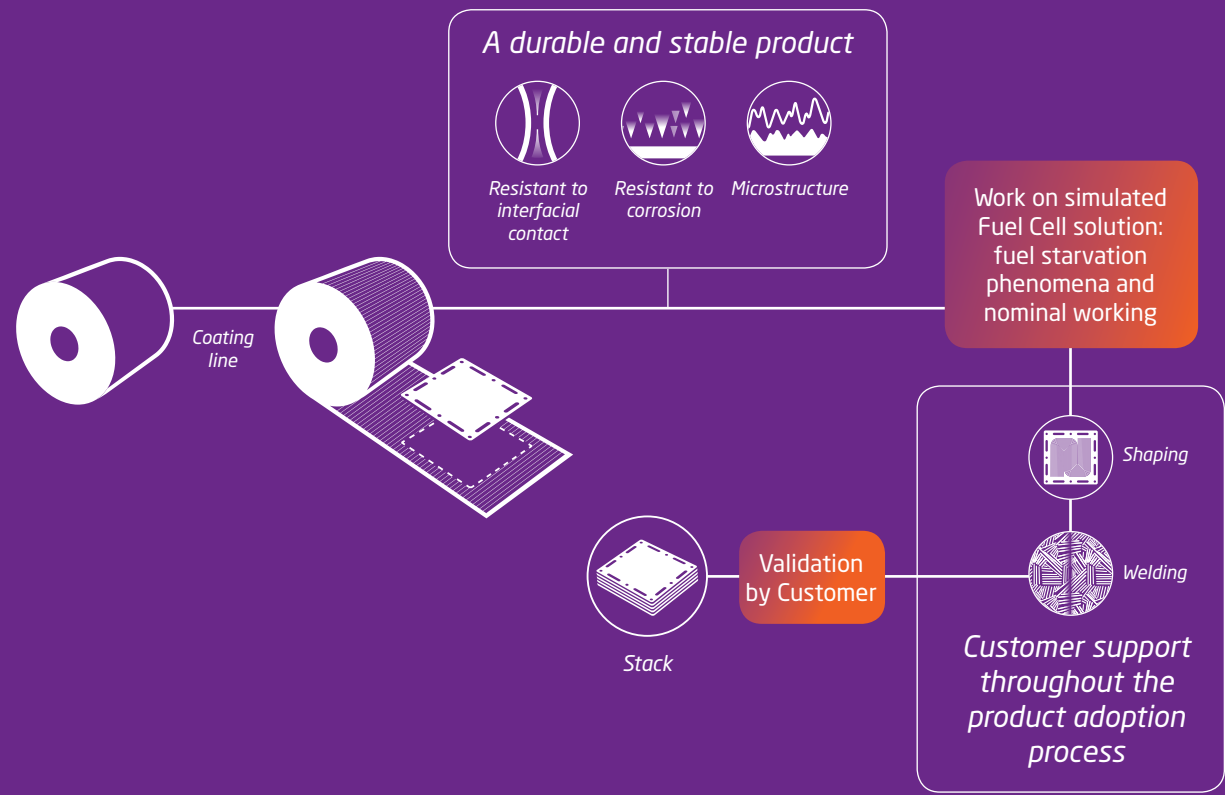 A durable and stable product
Resistant to
interfacial
contact
Resistant to
corrosion
Microstructure
Work on simulated
Fuel Cell solution:
fuel starvation
phenomena and
nominal working
Coating
line
Shaping
Welding
Validation
by Customer
Stack
Customer support
throughout the
product adoption
process